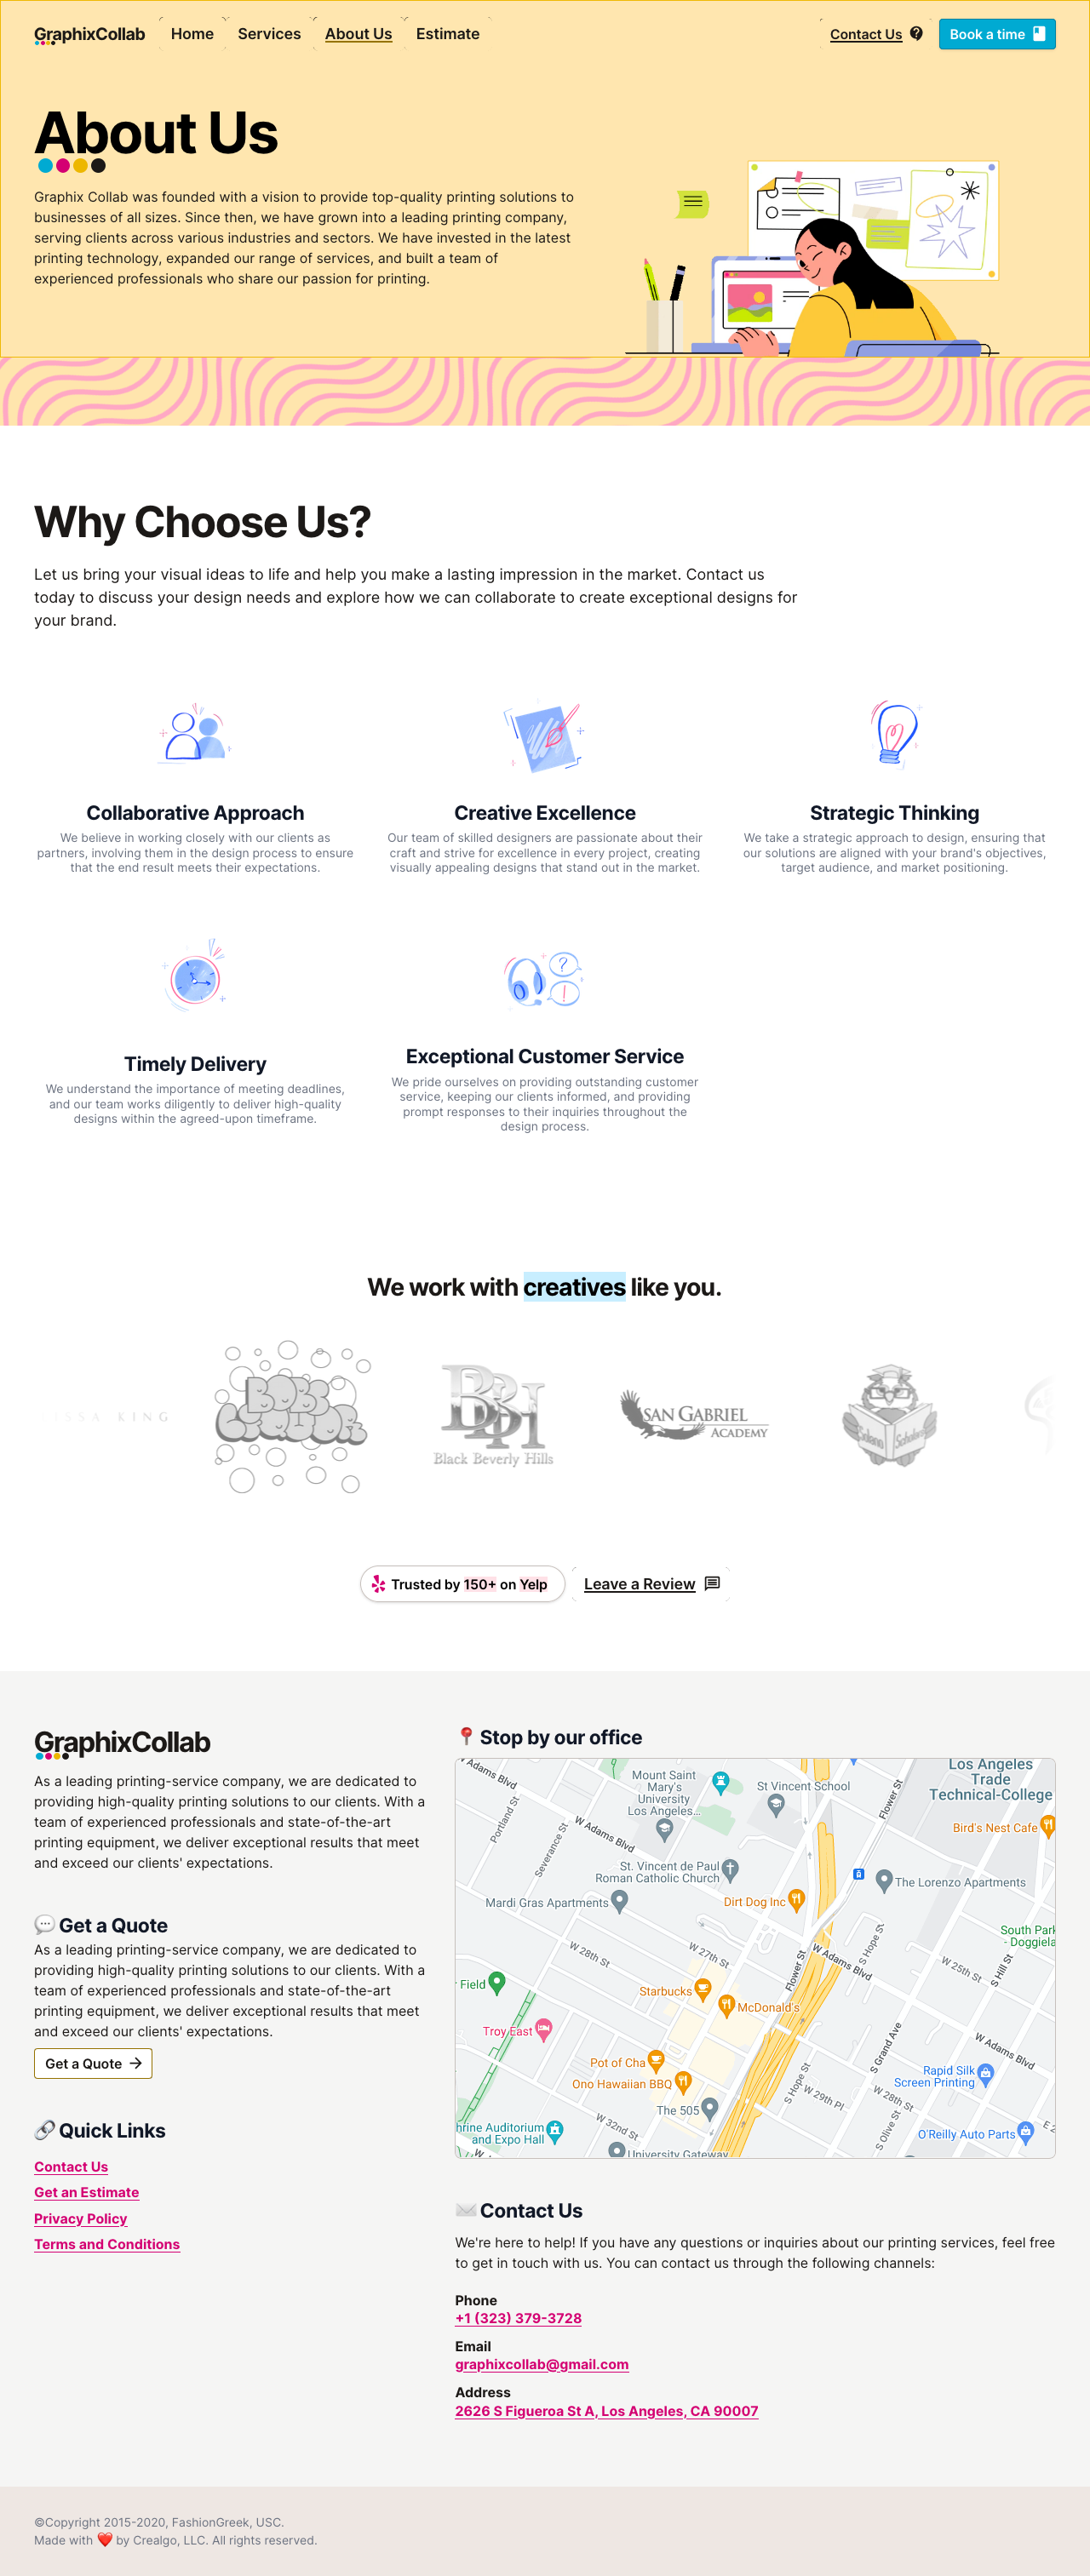 GraphixCollab
Home
Services
About Us
Estimate
Contact Us
Book a time
About Us
Graphix Collab was founded with a vision to provide top-quality printing solutions to
businesses of all sizes. Since then, we have grown into a leading printing company,
serving clients across various industries and sectors. We have invested in the latest
printing technology, expanded our range of services, and built a team of
experienced professionals who share our passion for printing.
Why Choose Us?
Let us bring your visual ideas to life and help you make a lasting impression in the market. Contact us
today to discuss your design needs and explore how we can collaborate to create exceptional designs for
your brand.
Collaborative Approach
We believe in working closely with our clients as
partners, involving them in the design process to ensure
that the end result meets their expectations.
Creative Excellence
Our team of skilled designers are passionate about their
craft and strive for excellence in every project, creating
visually appealing designs that stand out in the market.
Strategic Thinking
We take a strategic approach to design, ensuring that
our solutions are aligned with your brand's objectives,
target audience, and market positioning.
Timely Delivery
We understand the importance of meeting deadlines,
and our team works diligently to deliver high-quality
designs within the agreed-upon timeframe.
Exceptional Customer Service
We pride ourselves on providing outstanding customer
service, keeping our clients informed, and providing
prompt responses to their inquiries throughout the
design process.
We work with creatives like you.
KING
BBH
Black Beverly Hills
SAN GABRIEL
ACADEMY
Trusted by 150+ on Yelp
Leave a Review
GraphixCollab
As a leading printing-service company, we are dedicated to
providing high-quality printing solutions to our clients. With a
team of experienced professionals and state-of-the-art
printing equipment, we deliver exceptional results that meet
and exceed our clients' expectations.
💬 Get a Quote
As a leading printing-service company, we are dedicated to
providing high-quality printing solutions to our clients. With a
team of experienced professionals and state-of-the-art
printing equipment, we deliver exceptional results that meet
and exceed our clients' expectations.
Get a Quote
🔗 Quick Links
Contact Us
Get an Estimate
Privacy Policy
Terms and Conditions
📍 Stop by our office
W Adams Blvd
Mount Saint
Mary's
University
Los Angeles...
St Vincent School
Los Angeles
Trade
Technical-College
Flower St
Portland St
Severance St
W Adams Blvd
Bird's Nest Cafe
St. Vincent de Paul
Roman Catholic Church
The Lorenzo Apartments
Mardi Gras Apartments
Dirt Dog Inc
South Park
- Doggiela
S Hope St
W 28th St
W 27th St
Flower St
W Adams Blvd
W 25th St
S Hill St
Field
Starbucks
McDonald's
Troy East
S Grand Ave
W Adams Blvd
Pot of Cha
Rapid Silk
Screen Printing
Ono Hawaiian BBQ
S Hope St
W 29th Pl
W 28th St
The 505
S Olive St
hrine Auditorium
and Expo Hall
W 32nd St
O'Reilly Auto Parts
University Gateway
✉️ Contact Us
We're here to help! If you have any questions or inquiries about our printing services, feel free
to get in touch with us. You can contact us through the following channels:
Phone
+1 (323) 379-3728
Email
graphixcollab@gmail.com
Address
2626 S Figueroa St A, Los Angeles, CA 90007
©Copyright 2015-2020, FashionGreek, USC.
Made with ❤️ by Crealgo, LLC. All rights reserved.